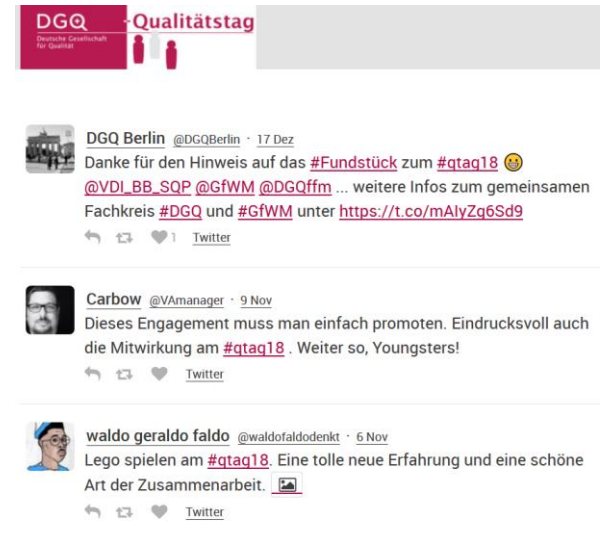 DGQ
Deutsche Gesellschaft
für Qualität
Qualitätstag
DGQ Berlin @DGQBerlin · 17 Dez
Danke für den Hinweis auf das #Fundstück zum #qtag18 😀
@VDI_BB_SQP @GfWM @DGQffm ... weitere Infos zum gemeinsamen
Fachkreis #DGQ und #GfWM unter https://t.co/mAIyZq6Sd9
1 Twitter
Carbow @VAmanager · 9 Nov
Dieses Engagement muss man einfach promoten. Eindrucksvoll auch
die Mitwirkung am #qtag18 . Weiter so, Youngsters!
Twitter
waldo geraldo faldo @waldofaldodenkt · 6 Nov
Lego spielen am #qtag18. Eine tolle neue Erfahrung und eine schöne
Art der Zusammenarbeit.
Twitter